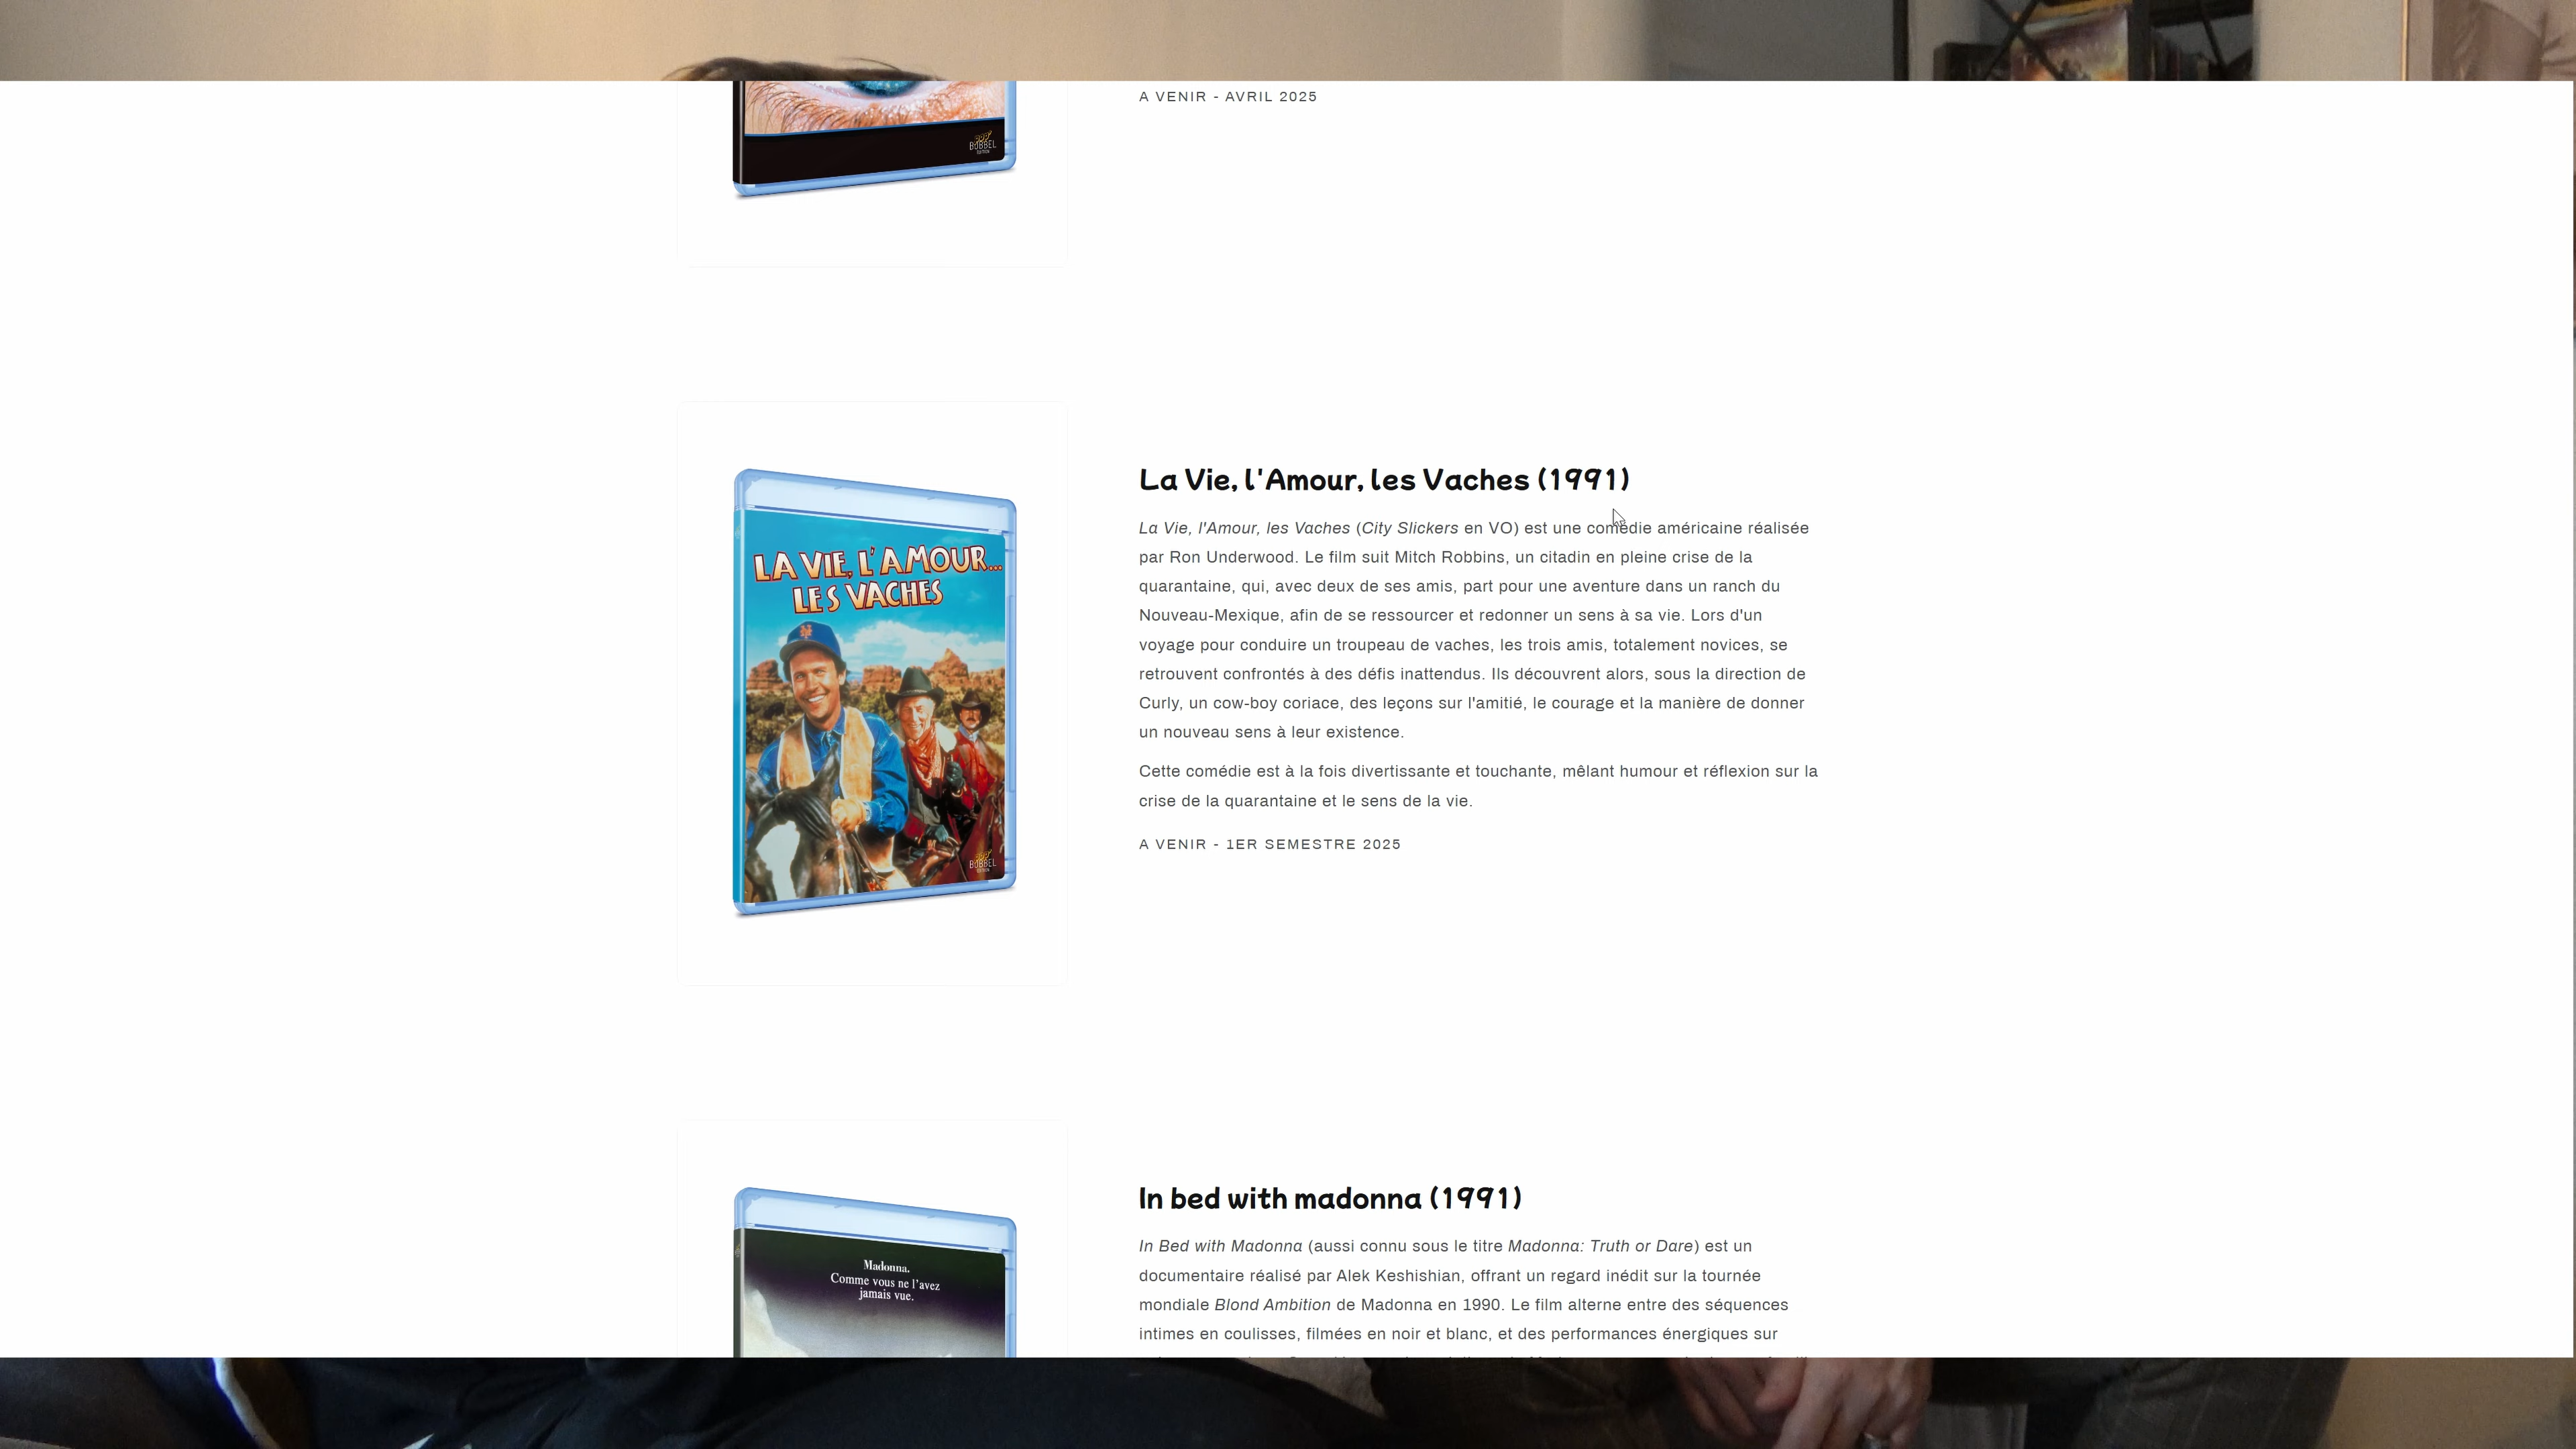 A VENIR - AVRIL 2025
BOBBEL
La Vie, l'Amour, les Vaches (1991)
La Vie, l'Amour, les Vaches (City Slickers en VO) est une comédie américaine réalisée
par Ron Underwood. Le film suit Mitch Robbins, un citadin en pleine crise de la
quarantaine, qui, avec deux de ses amis, part pour une aventure dans un ranch du
Nouveau-Mexique, afin de se ressourcer et redonner un sens à sa vie. Lors d'un
voyage pour conduire un troupeau de vaches, les trois amis, totalement novices, se
retrouvent confrontés à des défis inattendus. Ils découvrent alors, sous la direction de
Curly, un cow-boy coriace, des leçons sur l'amitié, le courage et la manière de donner
un nouveau sens à leur existence.
Cette comédie est à la fois divertissante et touchante, mêlant humour et réflexion sur la
crise de la quarantaine et le sens de la vie.
A VENIR - 1ER SEMESTRE 2025
LA VIE, L'AMOUR...
LES VACHES
BOBBEL
In bed with madonna (1991)
In Bed with Madonna (aussi connu sous le titre Madonna: Truth or Dare) est un
documentaire réalisé par Alek Keshishian, offrant un regard inédit sur la tournée
mondiale Blond Ambition de Madonna en 1990. Le film alterne entre des séquences
intimes en coulisses, filmées en noir et blanc, et des performances énergiques sur
Madonna.
Comme vous ne l'avez
jamais vue.